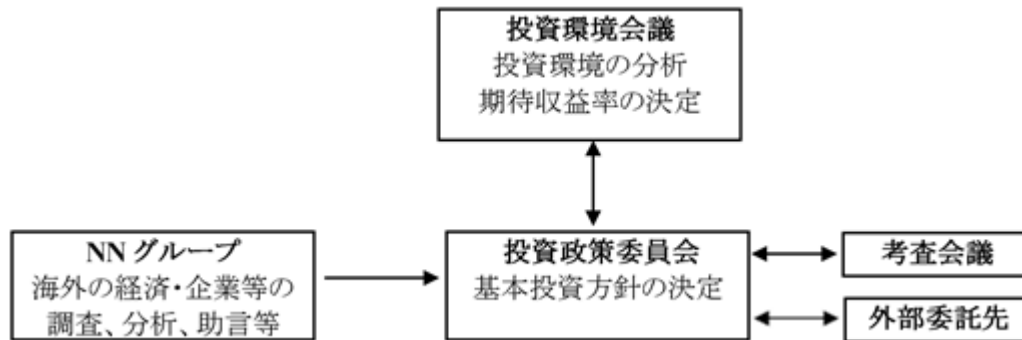 投資環境会議
投資環境の分析
期待収益率の決定
NN グループ
海外の経済・企業等の
調査、分析、助言等
投資政策委員会
基本投資方針の決定
考査会議
外部委託先